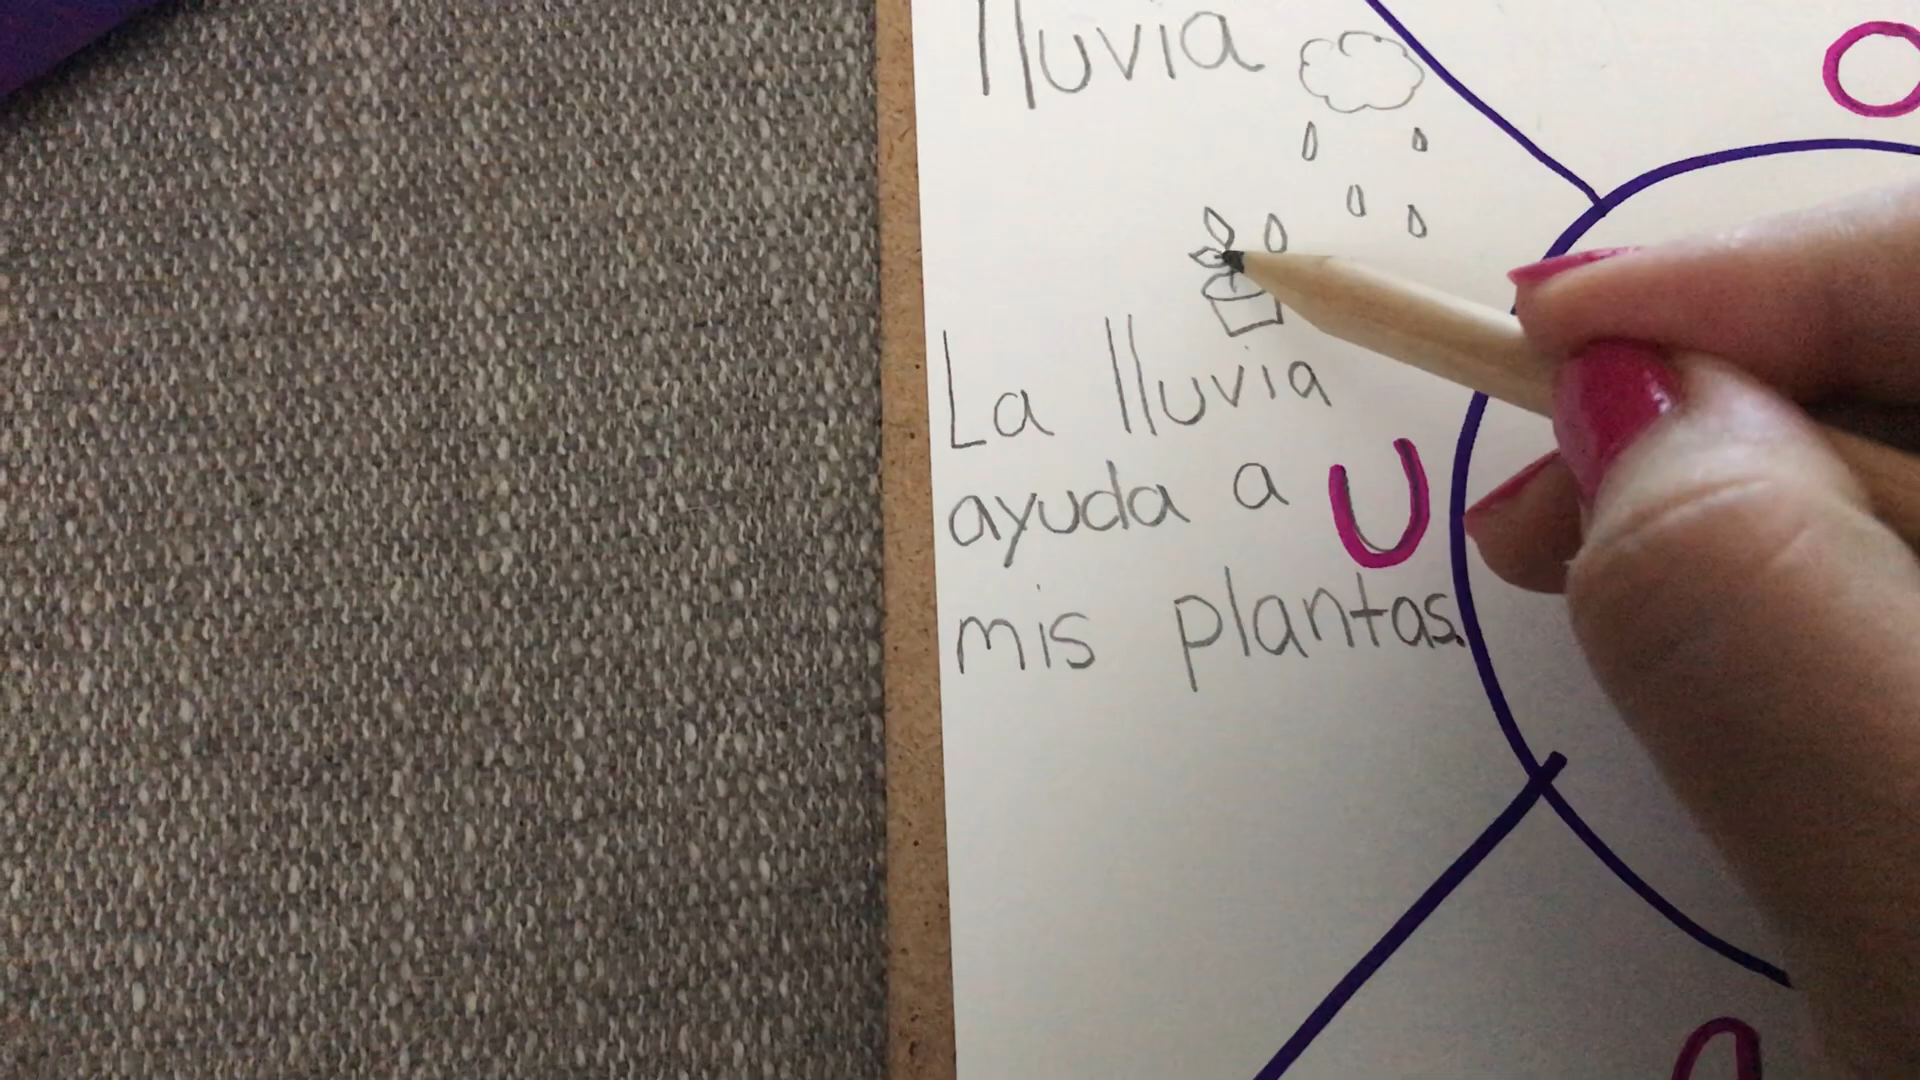 lluvia
O
La lluvia
ayuda a
U
mis plantas.